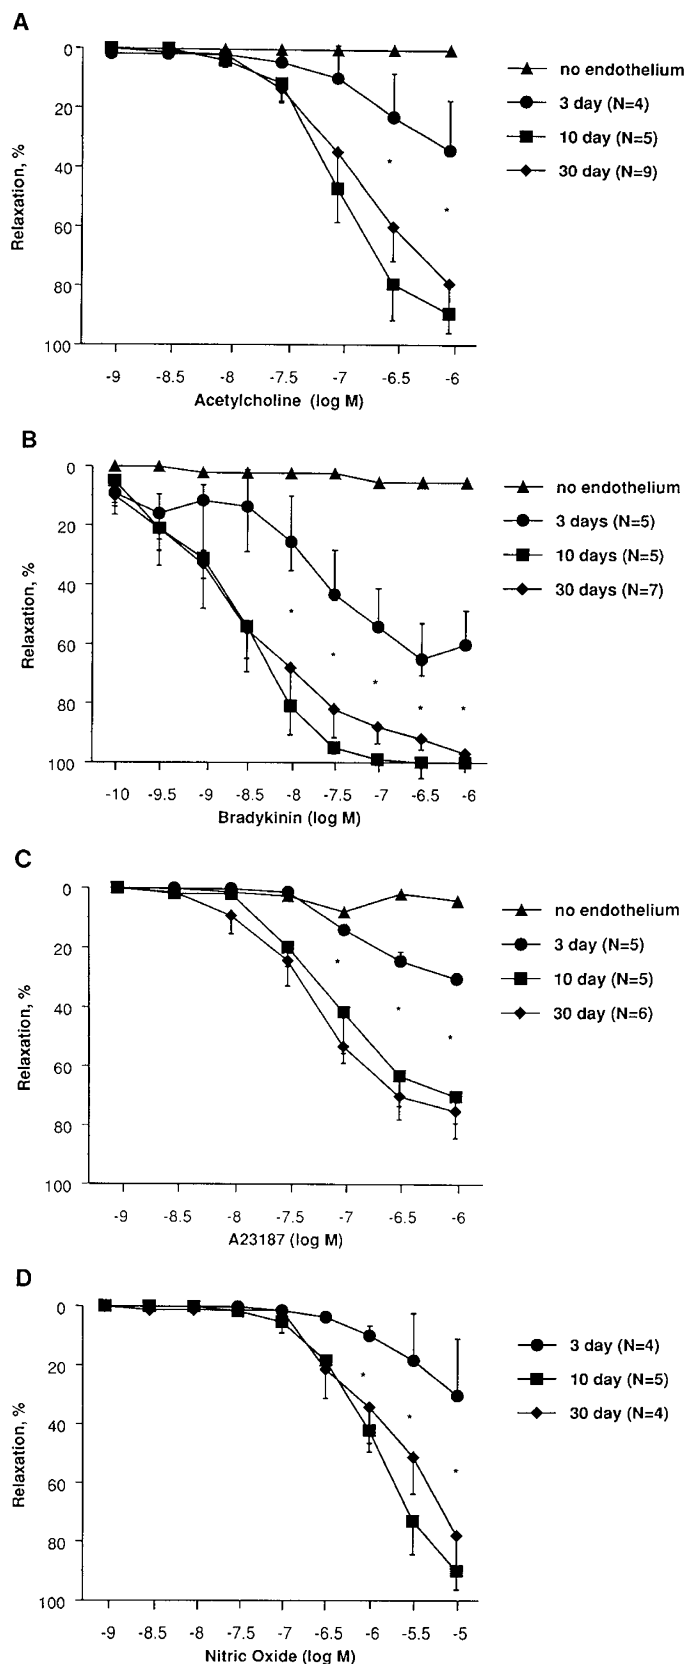 A
0
20
40
60
80
100
Relaxation, %
-9 -8.5 -8 -7.5 -7 -6.5 -6
Acetylcholine (log M)
no endothelium
3 day (N=4)
10 day (N=5)
30 day (N=9)
*
*
B
0
20
40
60
80
100
Relaxation, %
-10 -9.5 -9 -8.5 -8 -7.5 -7 -6.5 -6
Bradykinin (log M)
no endothelium
3 days (N=5)
10 days (N=5)
30 days (N=7)
*
*
*
*
*
C
0
20
40
60
80
100
Relaxation, %
-9 -8.5 -8 -7.5 -7 -6.5 -6
A23187 (log M)
no endothelium
3 day (N=5)
10 day (N=5)
30 day (N=6)
*
*
*
D
0
20
40
60
80
100
Relaxation, %
-9 -8.5 -8 -7.5 -7 -6.5 -6 -5.5 -5
Nitric Oxide (log M)
3 day (N=4)
10 day (N=5)
30 day (N=4)
*
*
*